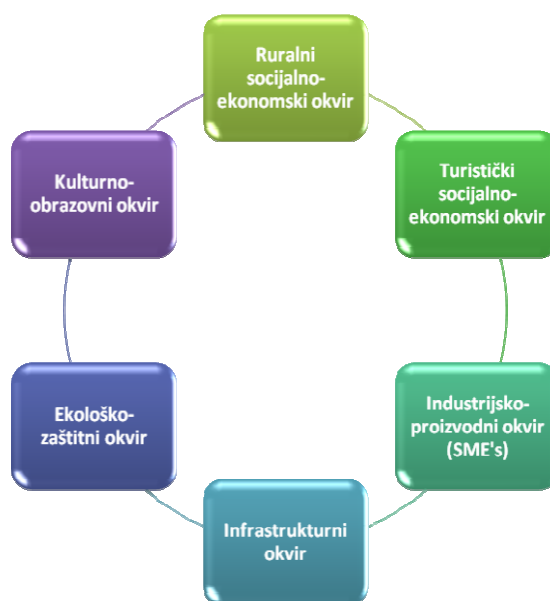 Ruralni
socijalno-
ekonomski okvir
Turistički
socijalno-
ekonomski okvir
Industrijsko-
proizvodni okvir
(SME's)
Infrastrukturni
okvir
Ekološko-
zaštitni okvir
Kulturno-
obrazovni okvir